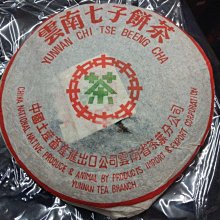 雲南七子餅茶
YUNNAN CHI TSE BEENG CHA
茶
中國土產畜產進出口公司雲南省茶葉分公司
CHINA NATIONAL NATIVE PRODUCE & ANIMAL BY-PRODUCTS IMPORT & EXPORT CORPORATION
YUNNAN TEA BRANCH